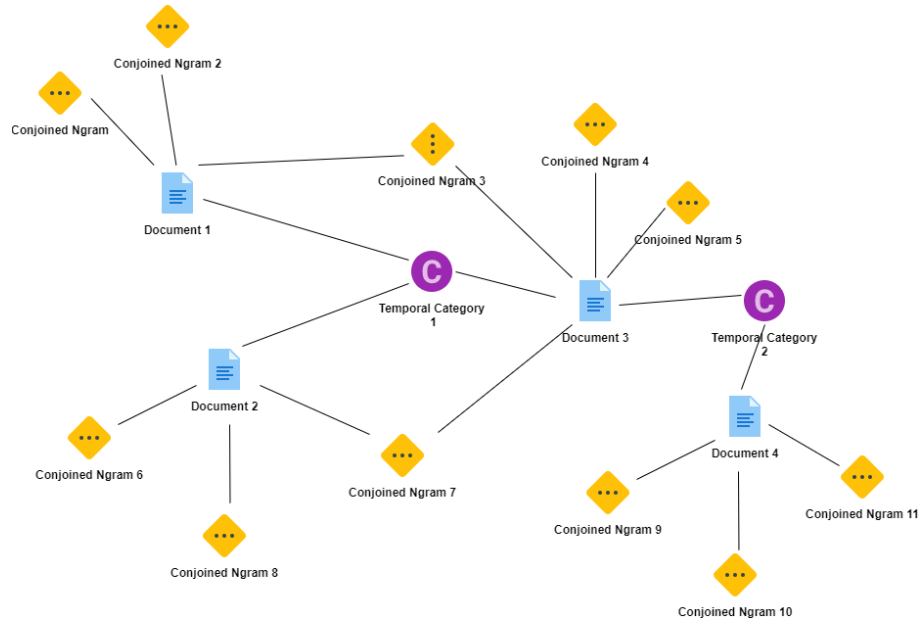 Conjoined Ngram 2
Conjoined Ngram
Conjoined Ngram 3
Conjoined Ngram 4
Document 1
Conjoined Ngram 5
C
Temporal Category
1
C
Document 3
Temporal Category
2
Document 2
Document 4
Conjoined Ngram 6
Conjoined Ngram 7
Conjoined Ngram 9
Conjoined Ngram 11
Conjoined Ngram 8
Conjoined Ngram 10